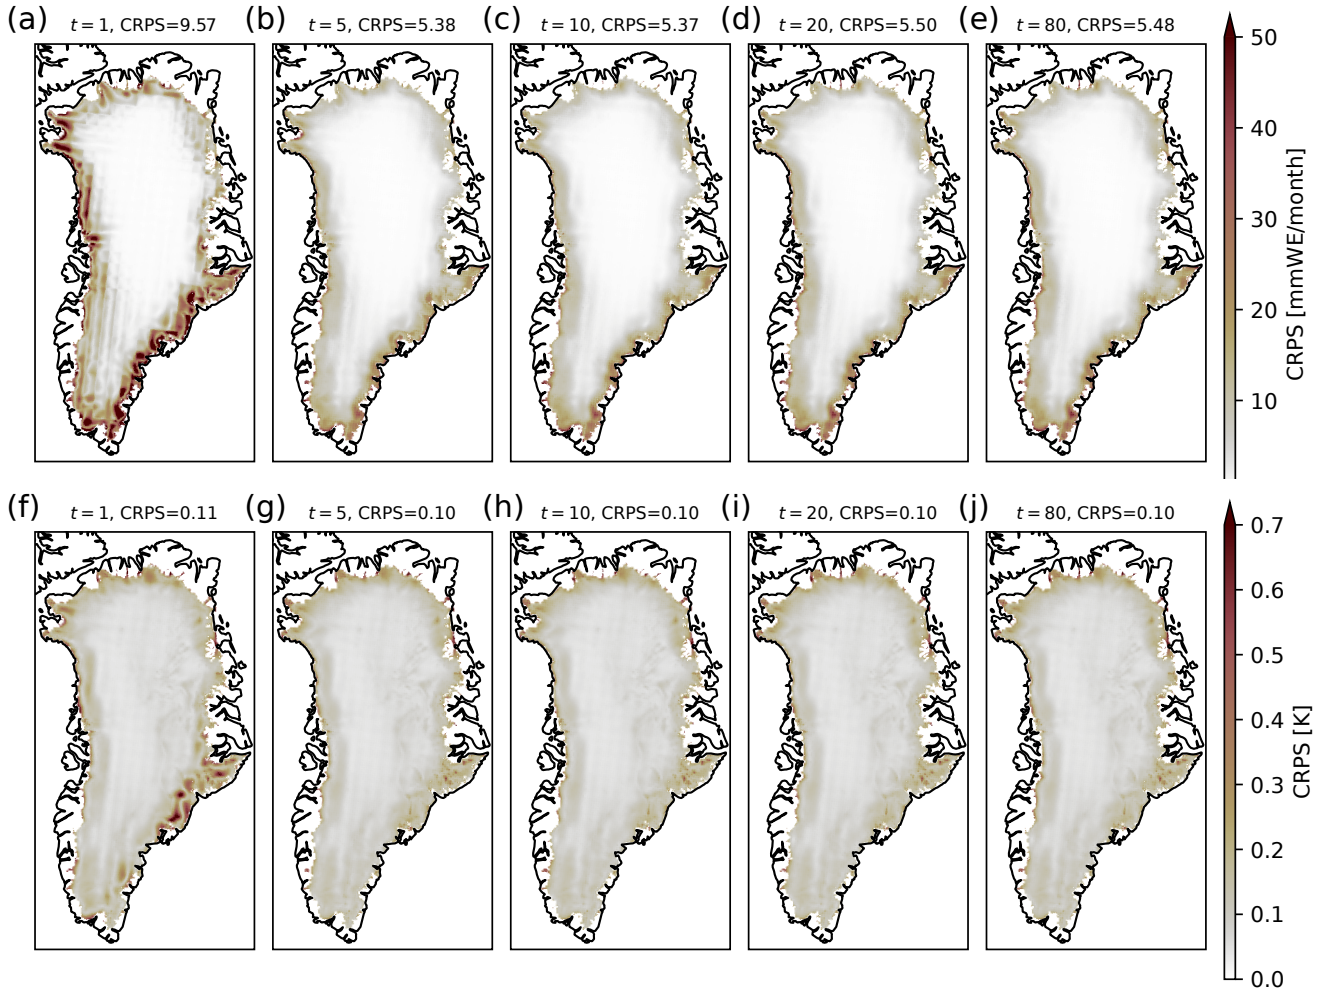 (a) t = 1, CRPS=9.57
(b) t = 5, CRPS=5.38
(c) t = 10, CRPS=5.37
(d) t = 20, CRPS=5.50
(e) t = 80, CRPS=5.48
50
40
30
20
10
CRPS [mmWE/month]
(f) t = 1, CRPS=0.11
(g) t = 5, CRPS=0.10
(h) t = 10, CRPS=0.10
(i) t = 20, CRPS=0.10
(j) t = 80, CRPS=0.10
0.7
0.6
0.5
0.4
0.3
0.2
0.1
0.0
CRPS [K]